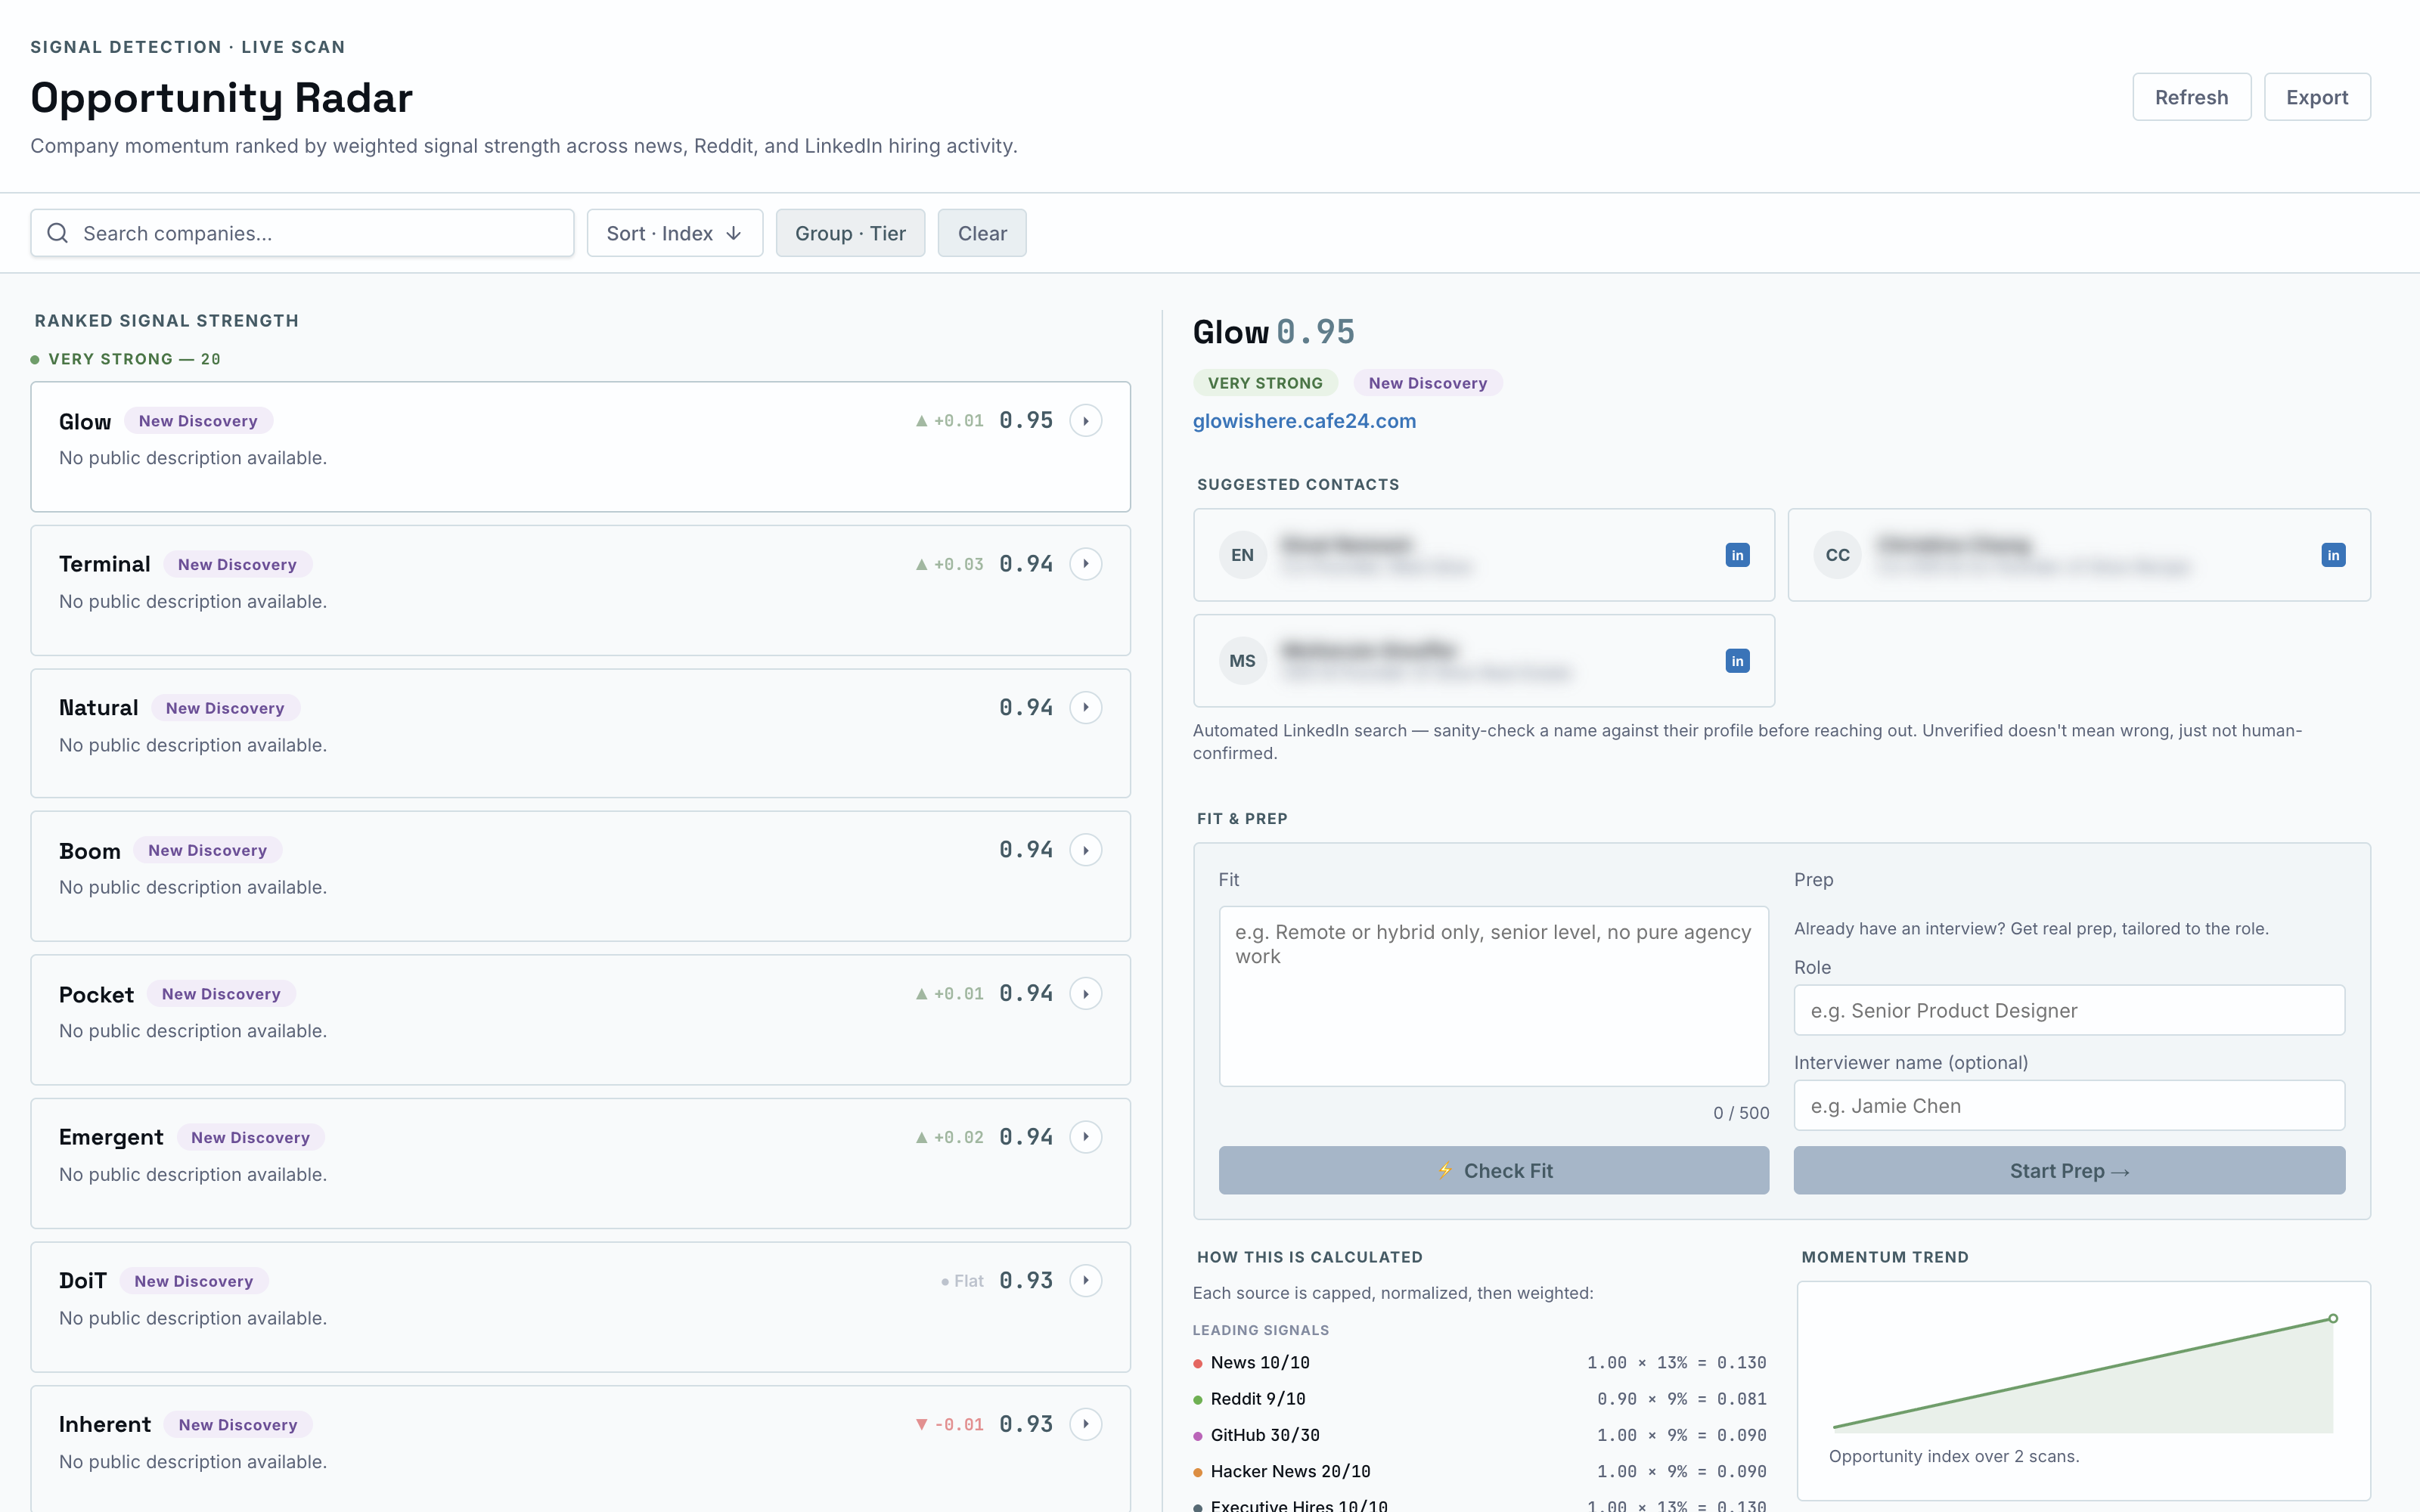 SIGNAL DETECTION · LIVE SCAN
Opportunity Radar
Company momentum ranked by weighted signal strength across news, Reddit, and LinkedIn hiring activity.
Refresh
Export
Search companies...
Sort · Index ↓
Group · Tier
Clear
RANKED SIGNAL STRENGTH
VERY STRONG — 20
Glow New Discovery ▲ +0.01 0.95
No public description available.
Terminal New Discovery ▲ +0.03 0.94
No public description available.
Natural New Discovery 0.94
No public description available.
Boom New Discovery 0.94
No public description available.
Pocket New Discovery ▲ +0.01 0.94
No public description available.
Emergent New Discovery ▲ +0.02 0.94
No public description available.
DoiT New Discovery • Flat 0.93
No public description available.
Inherent New Discovery ▼ -0.01 0.93
No public description available.
Glow 0.95
VERY STRONG New Discovery
glowishere.cafe24.com
SUGGESTED CONTACTS
EN in
CC in
MS in
Automated LinkedIn search — sanity-check a name against their profile before reaching out. Unverified doesn't mean wrong, just not human-
confirmed.
FIT & PREP
Fit
e.g. Remote or hybrid only, senior level, no pure agency
work
0 / 500
⚡ Check Fit
Prep
Already have an interview? Get real prep, tailored to the role.
Role
e.g. Senior Product Designer
Interviewer name (optional)
e.g. Jamie Chen
Start Prep →
HOW THIS IS CALCULATED
Each source is capped, normalized, then weighted:
LEADING SIGNALS
News 10/10 1.00 × 13% = 0.130
Reddit 9/10 0.90 × 9% = 0.081
GitHub 30/30 1.00 × 9% = 0.090
Hacker News 20/10 1.00 × 9% = 0.090
Executive Hires 10/10 1.00 × 13% = 0.130
MOMENTUM TREND
Opportunity index over 2 scans.